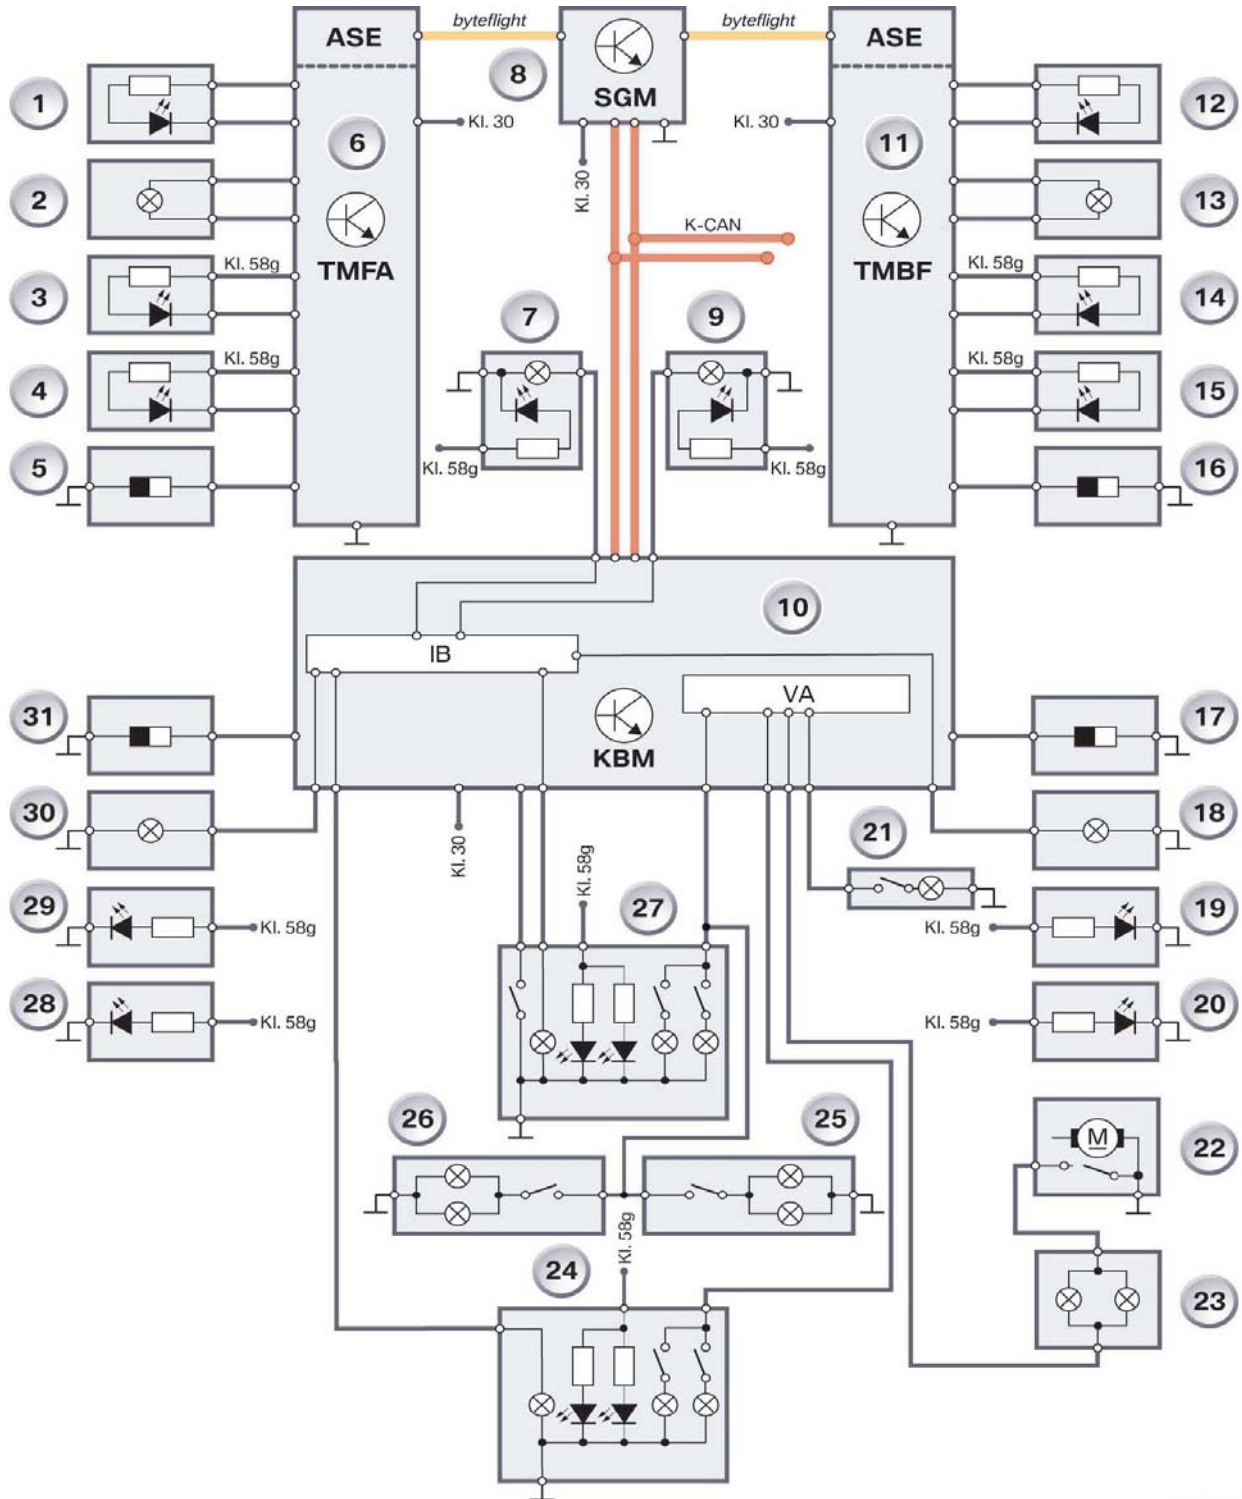 ASE
byteflight
SGM
byteflight
ASE
8
1
12
Kl. 30
Kl. 30
6
11
Kl. 30
2
13
K-CAN
TMFA
TMBF
Kl. 58g
Kl. 58g
3
14
7
9
Kl. 58g
Kl. 58g
4
15
5
16
Kl. 58g
Kl. 58g
10
IB
VA
31
17
KBM
30
18
21
Kl. 30
Kl. 58g
29
27
19
Kl. 58g
Kl. 58g
28
20
Kl. 58g
Kl. 58g
26
25
22
M
Kl. 58g
24
23